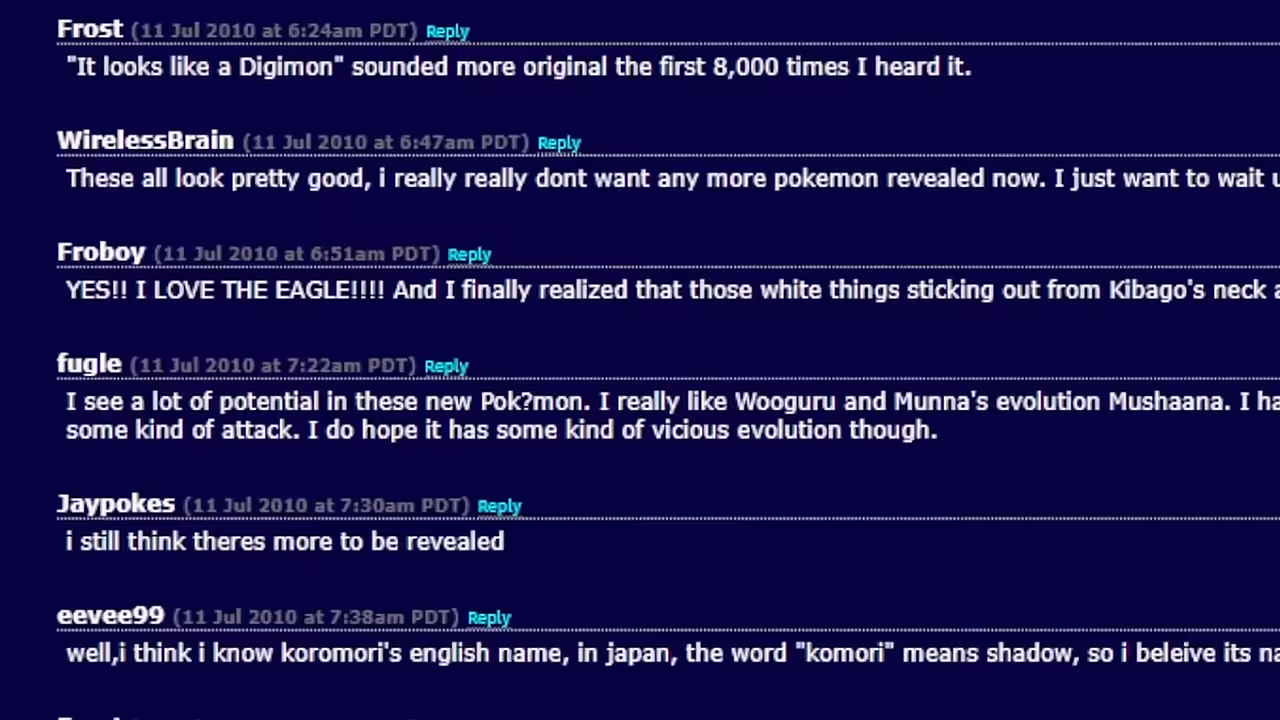 Frost (11 Jul 2010 at 6:24am PDT) Reply
"It looks like a Digimon" sounded more original the first 8,000 times I heard it.
WirelessBrain (11 Jul 2010 at 6:47am PDT) Reply
These all look pretty good, i really really dont want any more pokemon revealed now. I just want to wait
Froboy (11 Jul 2010 at 6:51am PDT) Reply
YES!! I LOVE THE EAGLE!!!! And I finally realized that those white things sticking out from Kibago's neck
fugle (11 Jul 2010 at 7:22am PDT) Reply
I see a lot of potential in these new Pok?mon. I really like Wooguru and Munna's evolution Mushaana. I
some kind of attack. I do hope it has some kind of vicious evolution though.
Jaypokes (11 Jul 2010 at 7:30am PDT) Reply
i still think theres more to be revealed
eevee99 (11 Jul 2010 at 7:38am PDT) Reply
well,i think i know koromori's english name, in japan, the word "komori" means shadow, so i beleive its